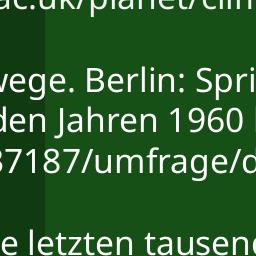 ac.uk/planet/clim
wege. Berlin: Spri
den Jahren 1960
37187/umfrage/d
e letzten tausend